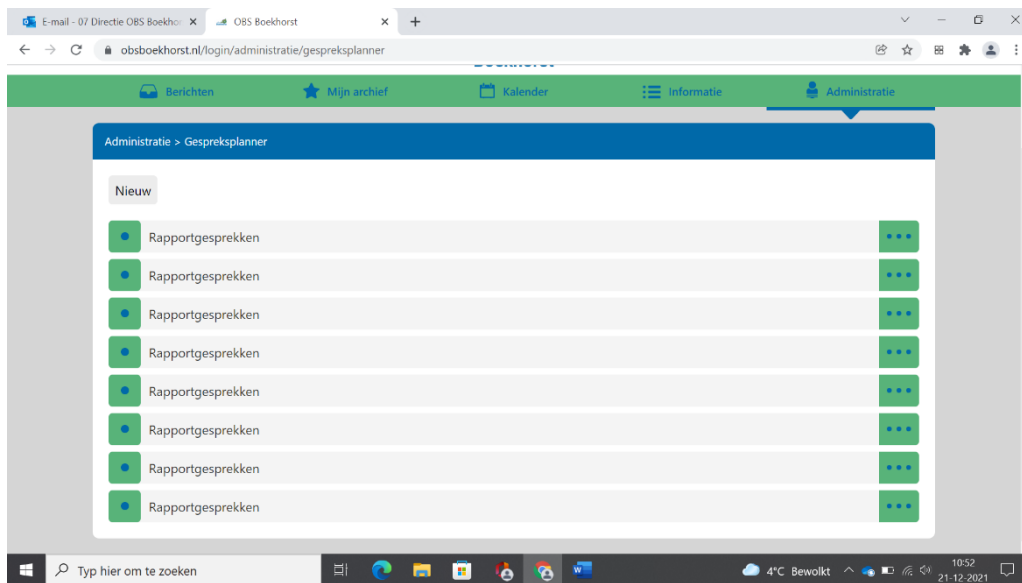 E-mail - 07 Directie OBS Boekhor
OBS Boekhorst
obsboekhorst.nl/login/administratie/gespreksplanner
Boekhorst
Berichten
Mijn archief
Kalender
Informatie
Administratie
Administratie > Gespreksplanner
Nieuw
Rapportgesprekken
Rapportgesprekken
Rapportgesprekken
Rapportgesprekken
Rapportgesprekken
Rapportgesprekken
Rapportgesprekken
Rapportgesprekken
Typ hier om te zoeken
4°C Bewolkt
10:52
21-12-2021